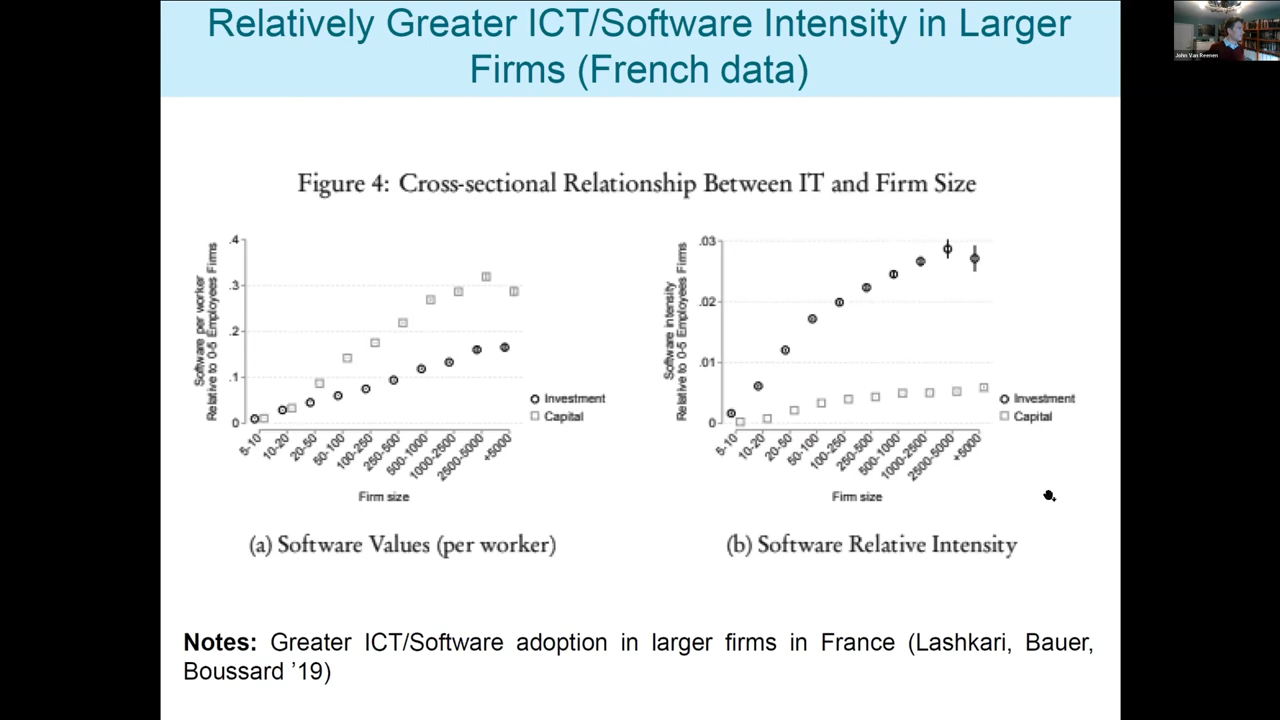 Relatively Greater ICT/Software Intensity in Larger
Firms (French data)
John Van Reenen
Figure 4: Cross-sectional Relationship Between IT and Firm Size
Software per worker
Relative to 0-5 Employees Firms
.4
.3
.2
.1
0
5-10
10-20
20-50
50-100
100-250
250-500
500-1000
1000-2500
2500-5000
+5000
Firm size
Investment
Capital
(a) Software Values (per worker)
Software intensity
Relative to 0-5 Employees Firms
.03
.02
.01
0
5-10
10-20
20-50
50-100
100-250
250-500
500-1000
1000-2500
2500-5000
+5000
Firm size
Investment
Capital
(b) Software Relative Intensity
Notes: Greater ICT/Software adoption in larger firms in France (Lashkari, Bauer,
Boussard ’19)